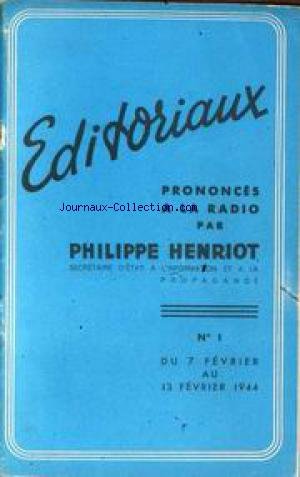 Editoriaux
PRONONCÉS
A LA RADIO
Journaux-Collection.com
PAR
PHILIPPE HENRIOT
SECRÉTAIRE D'ÉTAT A L'INFORMATION ET A LA
PROPAGANDE
N° 1
DU 7 FÉVRIER
AU
13 FÉVRIER 1944